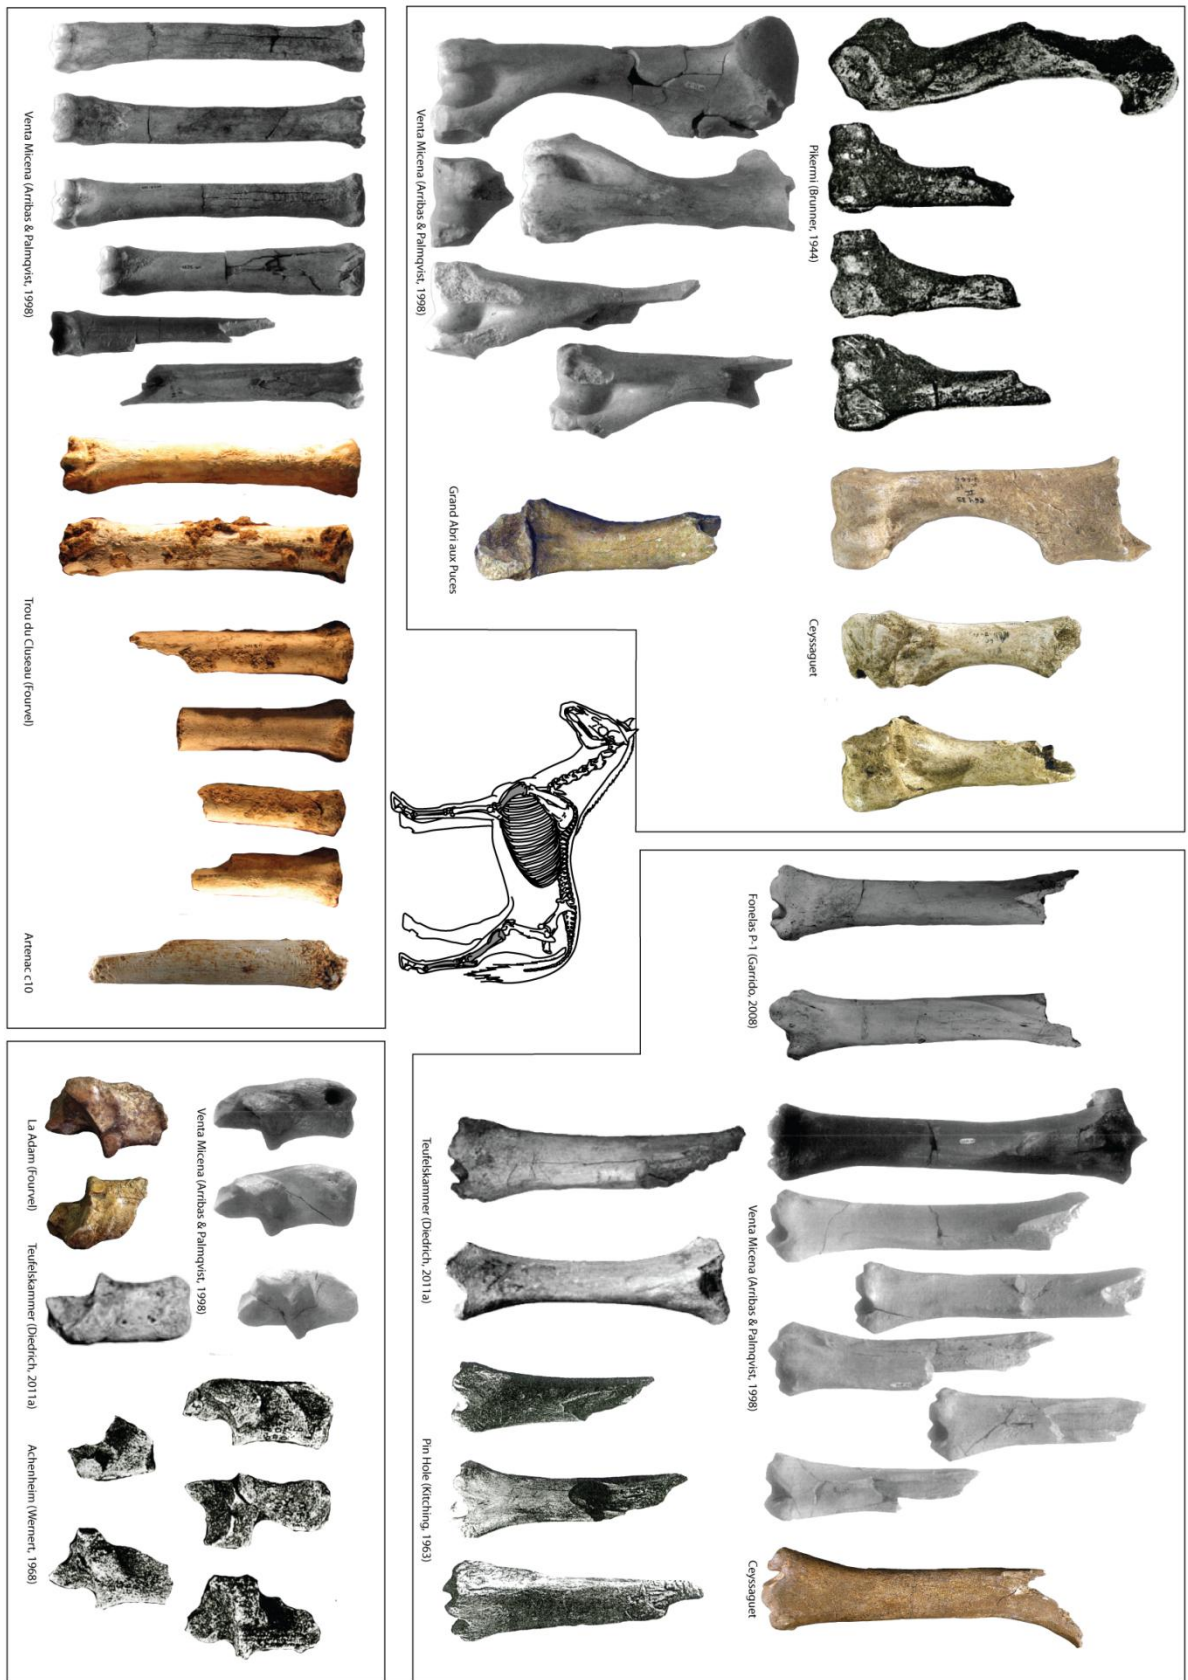 Pikermi (Brunner, 1944)
Ceyssaguet
Venta Micena (Arribas & Palmqvist, 1998)
Grand Abri aux Puces
Fonelas P-1 (Garrido, 2008)
Venta Micena (Arribas & Palmqvist, 1998)
Ceyssaguet
Teufelskammer (Diedrich, 2011a)
Pin Hole (Kitching, 1963)
Venta Micena (Arribas & Palmqvist, 1998)
Trou du Cluseau (Fourvel)
Artenac c10
Venta Micena (Arribas & Palmqvist, 1998)
La Adam (Fourvel)
Teufelskammer (Diedrich, 2011a)
Achenheim (Wernert, 1968)